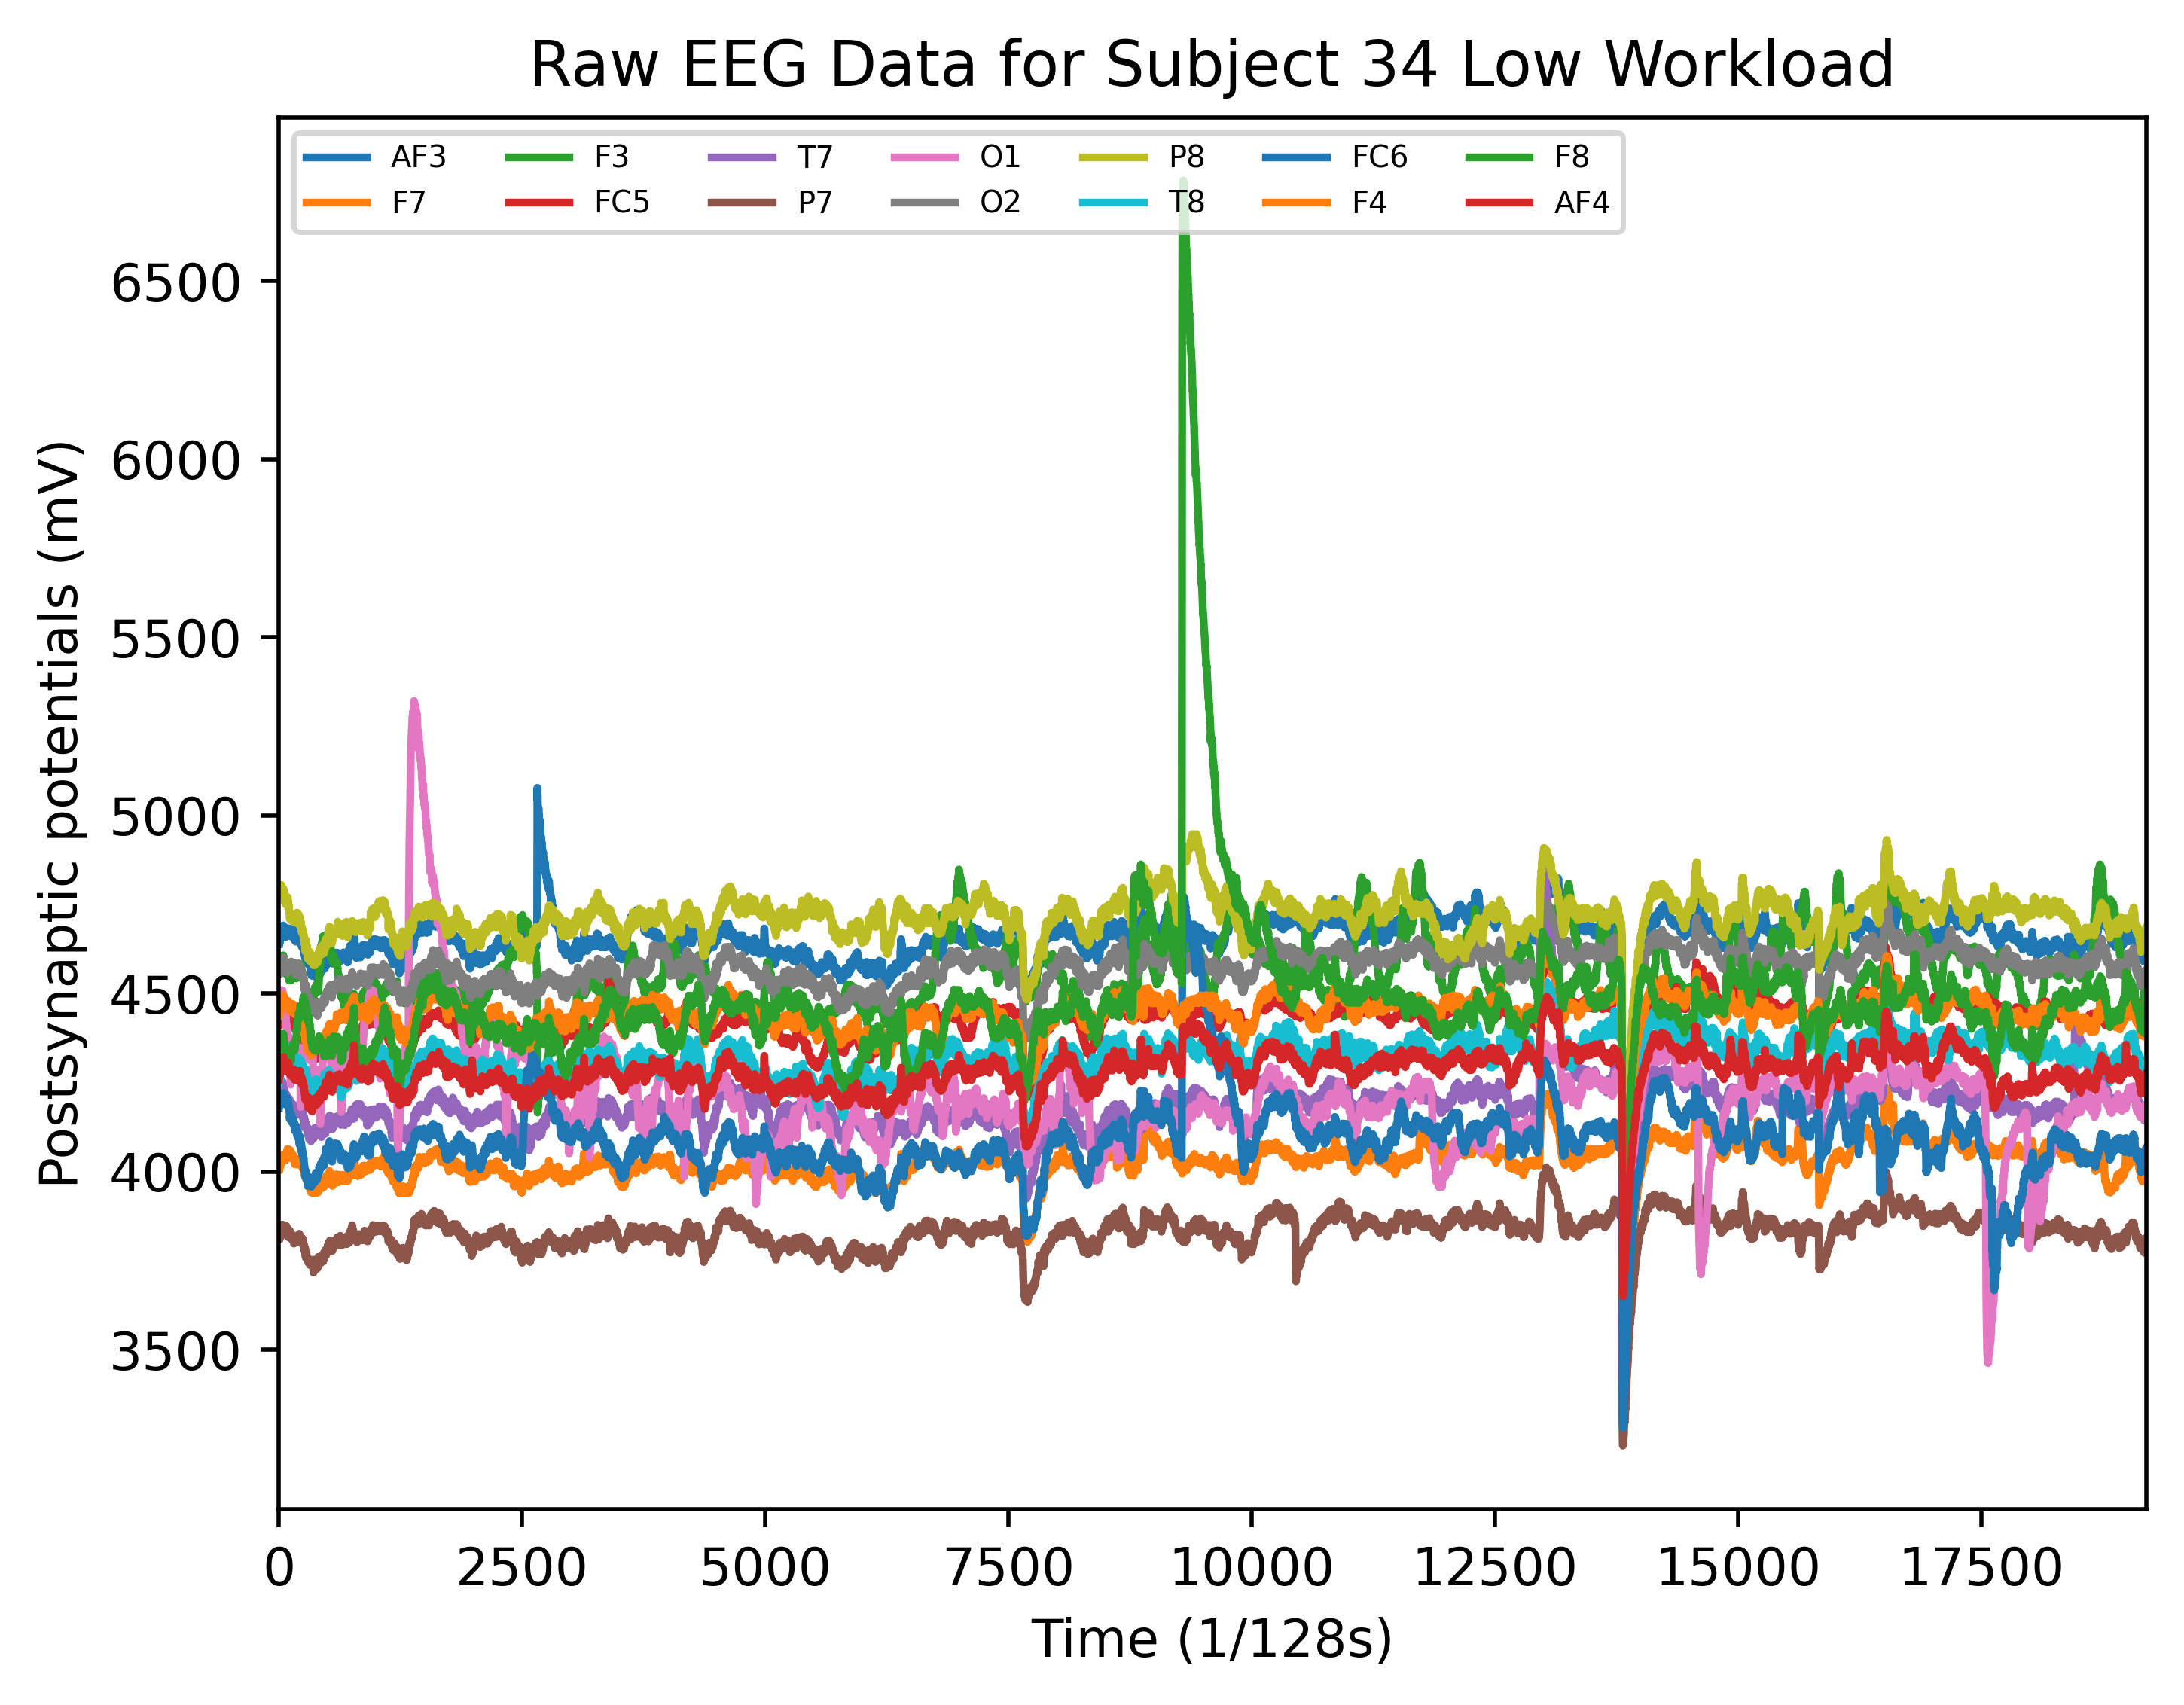 Raw EEG Data for Subject 34 Low Workload
AF3 F3 T7 O1 P8 FC6 F8
F7 FC5 P7 O2 T8 F4 AF4
6500
6000
5500
5000
4500
4000
3500
Postsynaptic potentials (mV)
0 2500 5000 7500 10000 12500 15000 17500
Time (1/128s)